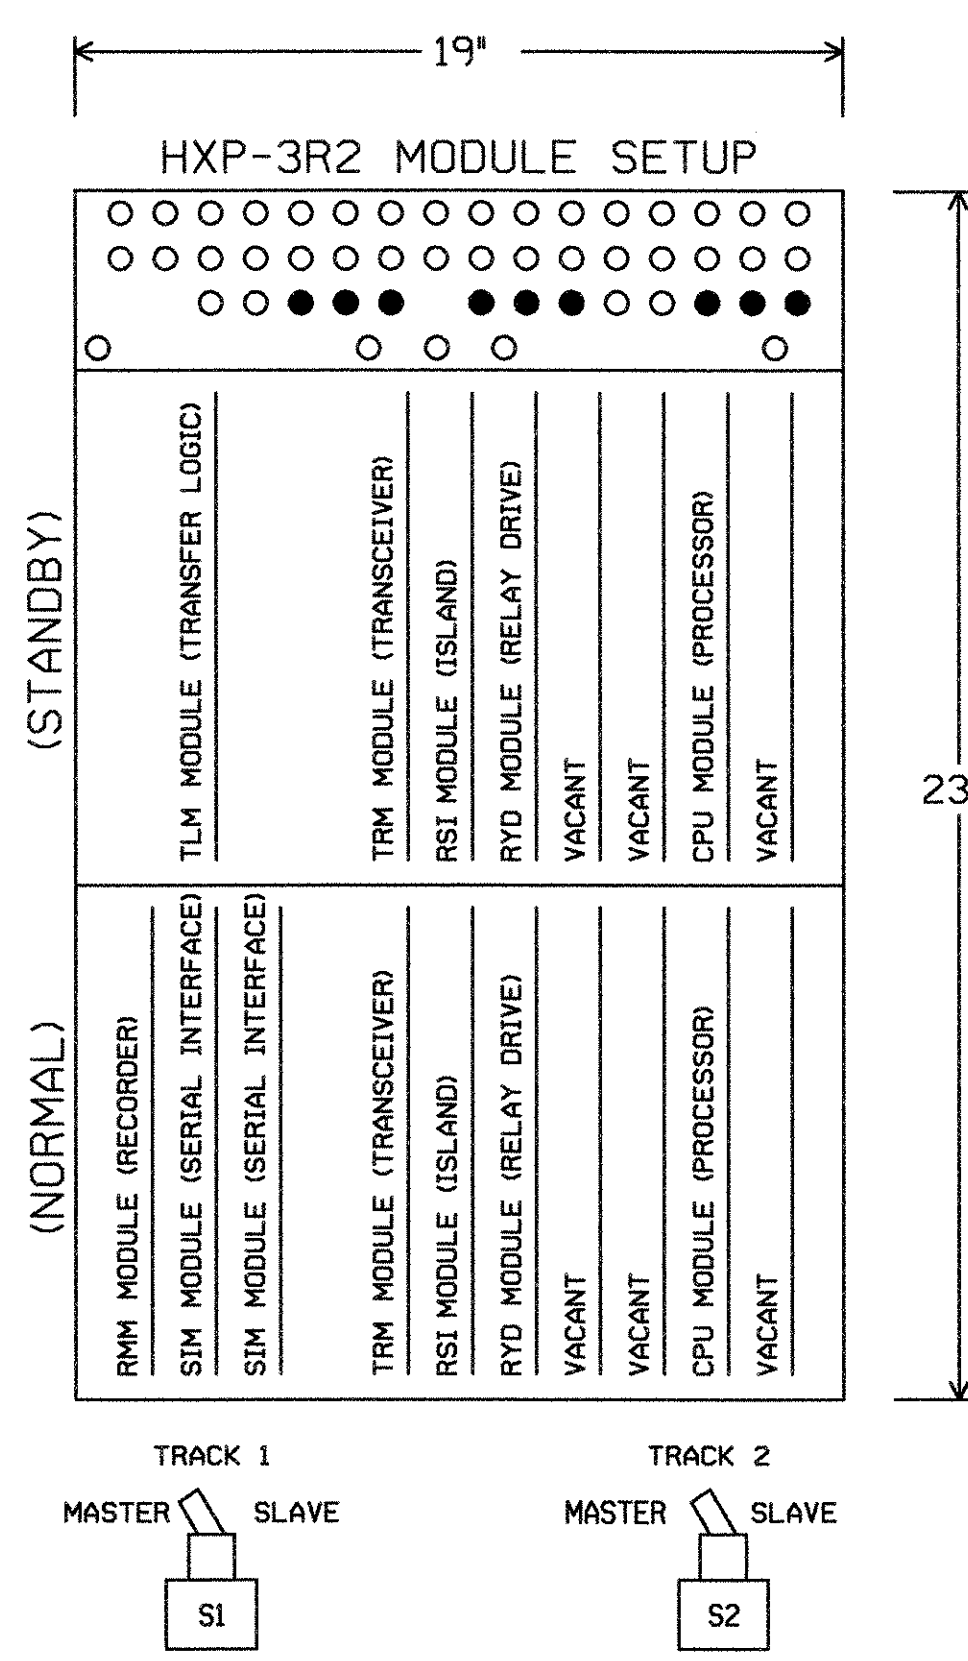 19"
HXP-3R2 MODULE SETUP
(STANDBY)
TLM MODULE (TRANSFER LOGIC)
TRM MODULE (TRANSCEIVER)
RSI MODULE (ISLAND)
RYD MODULE (RELAY DRIVE)
VACANT
VACANT
CPU MODULE (PROCESSOR)
VACANT
23
(NORMAL)
RMM MODULE (RECORDER)
SIM MODULE (SERIAL INTERFACE)
SIM MODULE (SERIAL INTERFACE)
TRM MODULE (TRANSCEIVER)
RSI MODULE (ISLAND)
RYD MODULE (RELAY DRIVE)
VACANT
VACANT
CPU MODULE (PROCESSOR)
VACANT
TRACK 1
MASTER SLAVE
S1
TRACK 2
MASTER SLAVE
S2